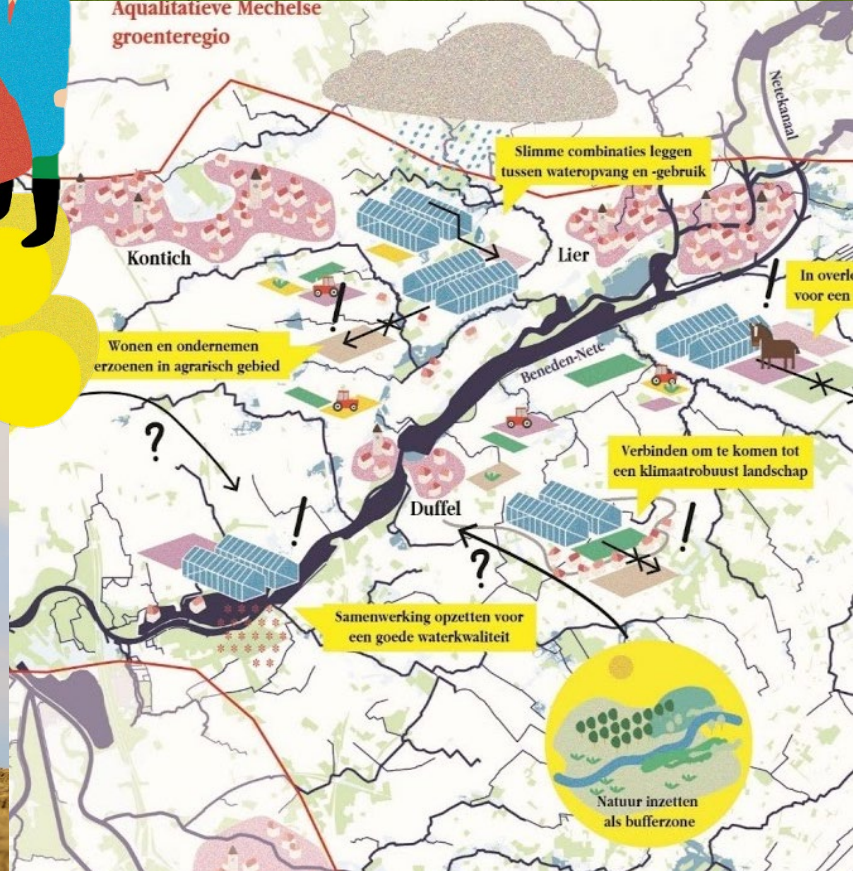 Aqualitatieve Mechelse
groenteregio
Netekanaal
Slimme combinaties leggen
tussen wateropvang en -gebruik
Kontich
Lier
In overle
voor een
Wonen en ondernemen
erzoenen in agrarisch gebied
Beneden-Nete
?
Verbinden om te komen tot
een klimaatrobuust landschap
Duffel
?
Samenwerking opzetten voor
een goede waterkwaliteit
Natuur inzetten
als bufferzone